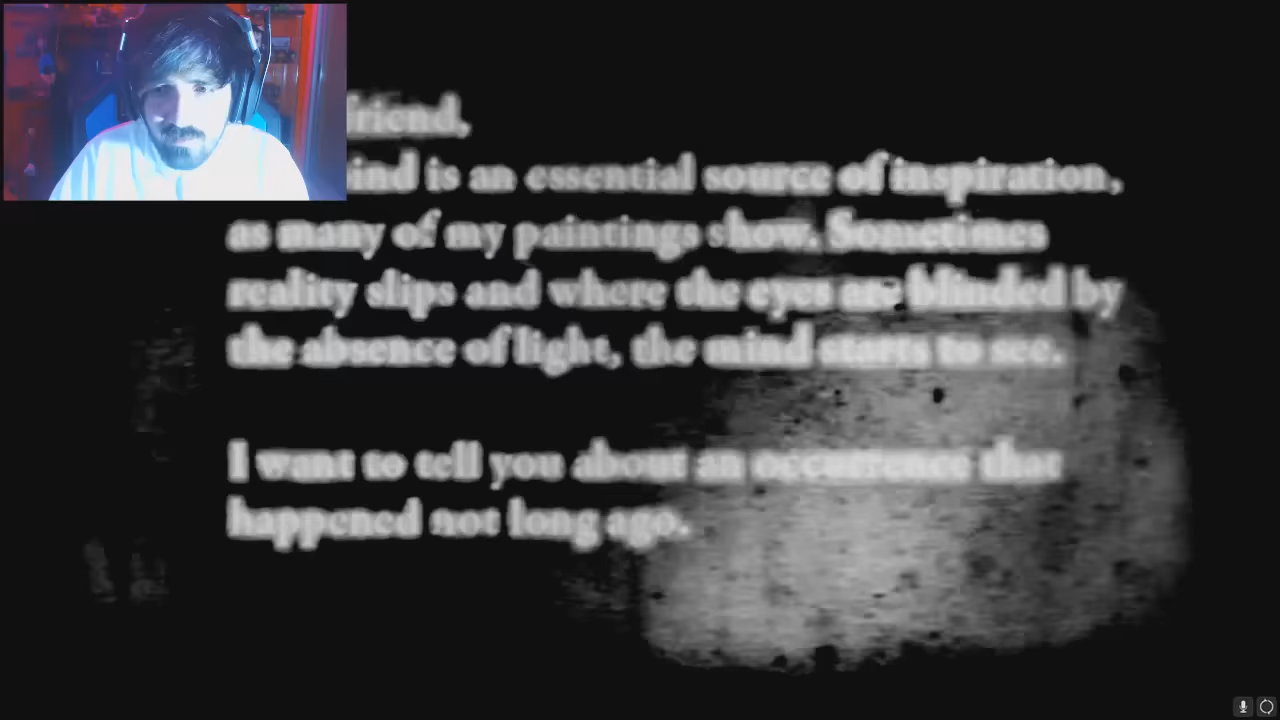 friend,
is an essential source of inspiration,
as many of my paintings show. Sometimes
reality slips and where the eyes are blinded by
the absence of light, the mind starts to see.
I want to tell you about an occurrence that
happened not long ago.